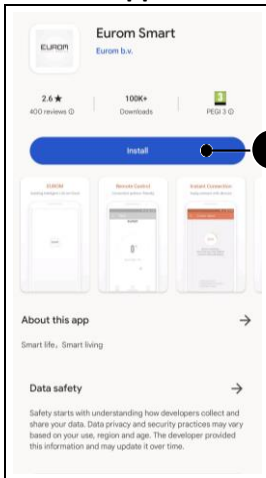 EUROM
Eurom Smart
Eurom b.v.
2.6★
400 reviews
100K+
Downloads
3
PEGI 3
Install
EUROM
Remote Control
Instant Connection
About this app →
Smart life，Smart living
Data safety →
Safety starts with understanding how developers collect and
share your data. Data privacy and security practices may vary
based on your use, region and age. The developer provided
this information and may update it over time.